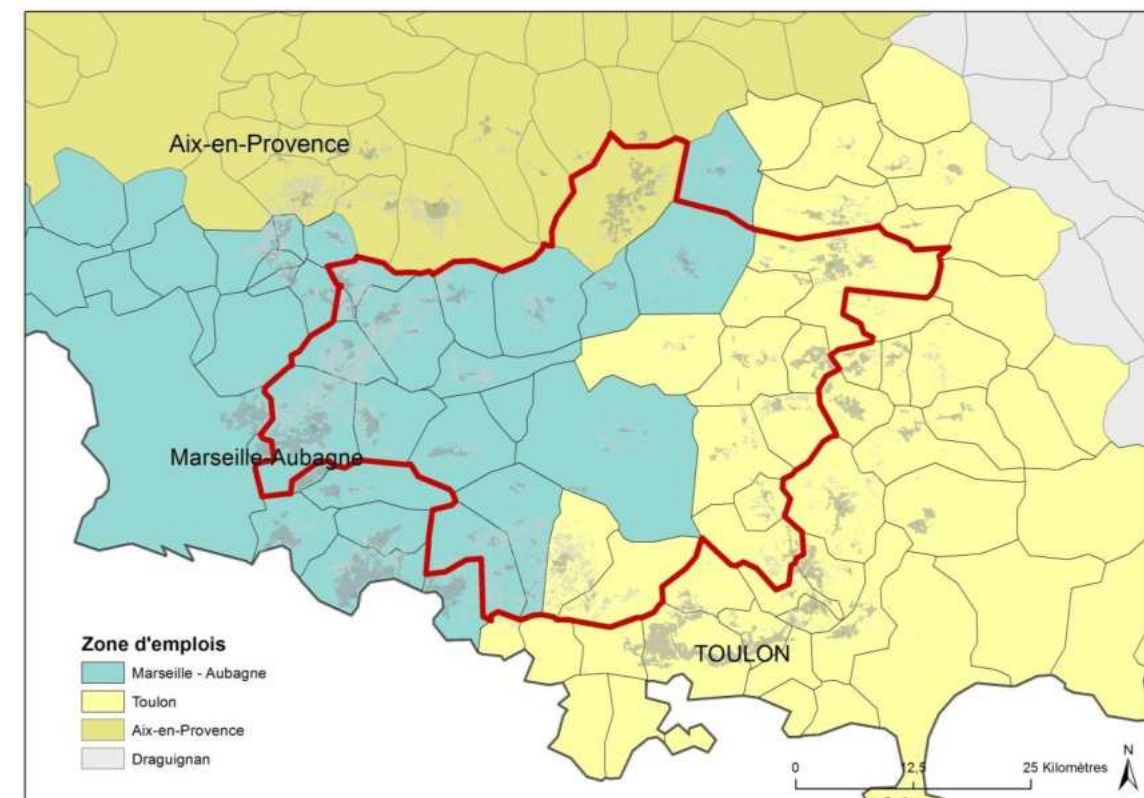 Aix-en-Provence
Marseille-Aubagne
TOULON
Zone d'emplois
Marseille - Aubagne
Toulon
Aix-en-Provence
Draguignan
0 12,5 25 Kilomètres
N